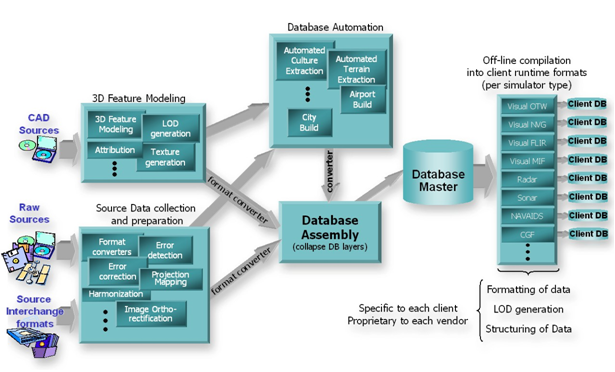 Database Automation
Automated
Culture
Extraction
Automated
Terrain
Extraction
Airport
Build
City
Build
Off-line compilation
into client runtime formats
(per simulator type)
3D Feature Modeling
CAD
Sources
3D Feature
Modeling
LOD
generation
Attribution
Texture
generation
Visual OTW
Client DB
Visual NVG
Client DB
Visual FLIR
Client DB
Visual MIF
Client DB
Radar
Client DB
Sonar
Client DB
NAVAIDS
Client DB
CGF
Client DB
converter
format converter
Database
Master
Raw
Sources
Source Data collection
and preparation
Format
converters
Error
detection
Error
correction
Projection
Mapping
Harmonization
Image Ortho-
rectification
Source
Interchange
formats
format converter
Database
Assembly
(collapse DB layers)
Specific to each client
Proprietary to each vendor
Formatting of data
LOD generation
Structuring of Data